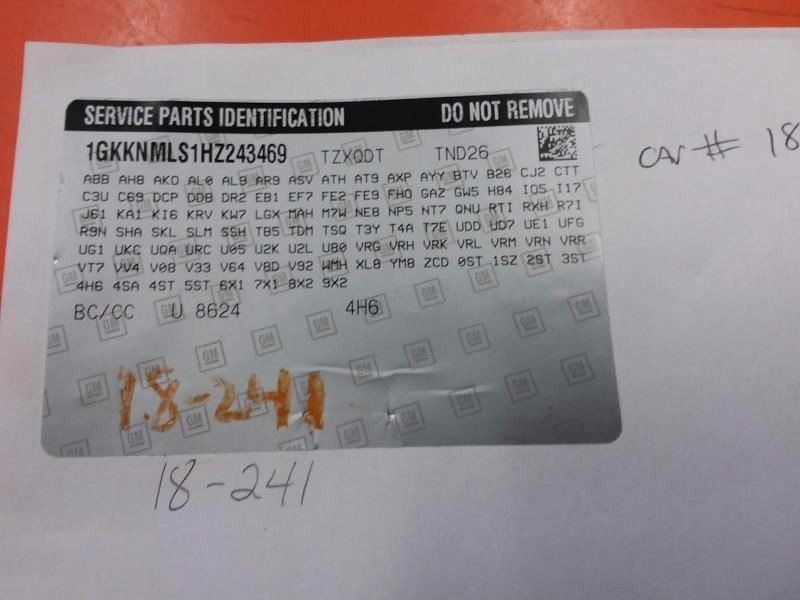 SERVICE PARTS IDENTIFICATION DO NOT REMOVE
1GKKNMLS1HZ243469 TZXQDT TND26
ABB AH8 AKO AL0 AL9 AR9 ASV ATH AT9 AXP AYY BTV B26 CJ2 CTT
C3U C69 DCP DDB DR2 EB1 EF7 FE2 FE9 FHO GAZ GW5 H84 IO5 I17
J61 KA1 KI6 KRV KW7 LGX MAH M7W NE8 NP5 NT7 QNU RTI RXH R7I
R9N SHA SKL SLM SSH TB5 TDM TSQ T3Y T4A T7E UDD UD7 UE1 UFG
UG1 UKC UQA URC U05 U2K U2L U80 VRG VRH VRK VRL VRM VRN VRR
VT7 VV4 V08 V33 V64 V8D V92 WMH XL8 YM8 ZCD 0ST 1SZ 2ST 3ST
4H6 4SA 4ST 5ST 6X1 7X1 8X2 9X2
BC/CC U 8624 4H6
18-241
18-241
car # 18